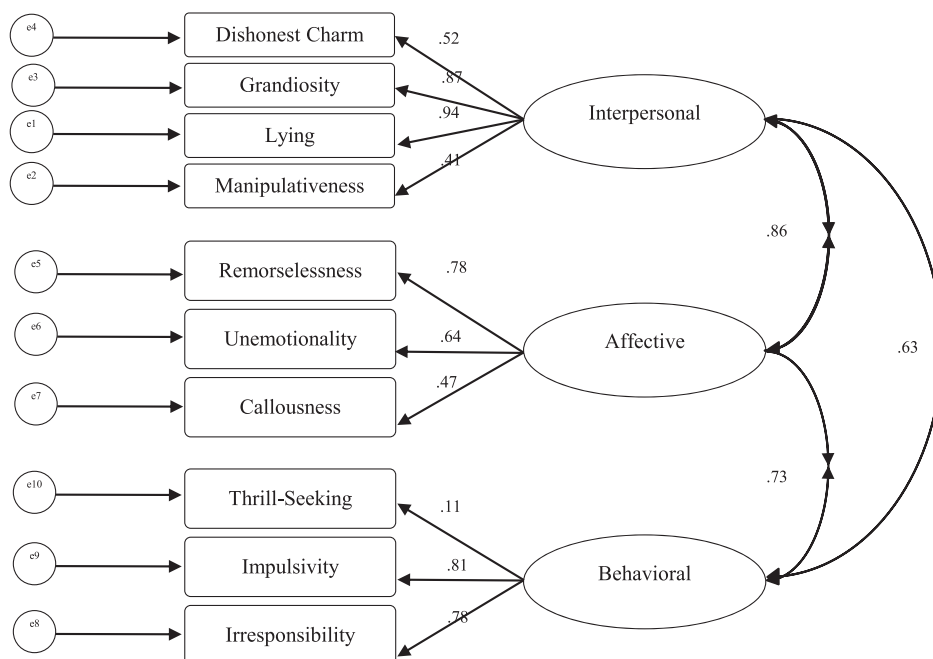 e4
Dishonest Charm
.52
e3
Grandiosity
.87
Interpersonal
e1
Lying
.94
e2
Manipulativeness
.41
.86
e5
Remorselessness
.78
e6
Unemotionality
.64
Affective
.63
e7
Callousness
.47
.73
e10
Thrill-Seeking
.11
e9
Impulsivity
.81
Behavioral
e8
Irresponsibility
.78